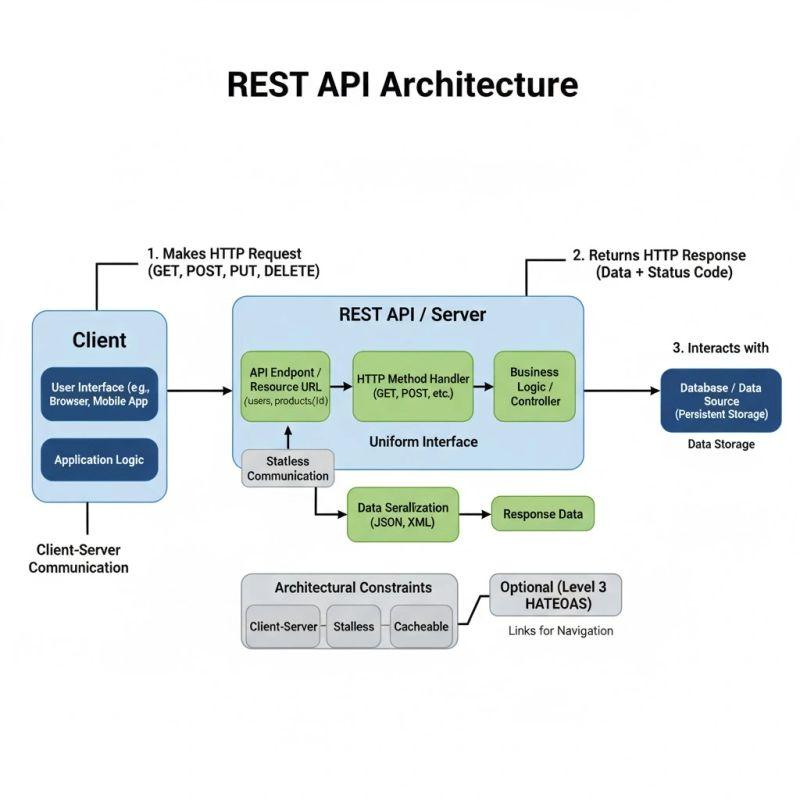 REST API Architecture
1. Makes HTTP Request
(GET, POST, PUT, DELETE)
2. Returns HTTP Response
(Data + Status Code)
Client
User Interface (e.g.,
Browser, Mobile App
Application Logic
Client-Server
Communication
REST API / Server
API Endpont /
Resource URL
(users, products(Id)
HTTP Method Handler
(GET, POST, etc.)
Business
Logic /
Controller
Uniform Interface
Statless
Communication
Data Serallzation
(JSON, XML)
Response Data
3. Interacts with
Database / Data
Source
(Persistent Storage)
Data Storage
Architectural Constraints
Client-Server
Stalless
Cacheable
Optional (Level 3
HATEOAS)
Links for Navigation